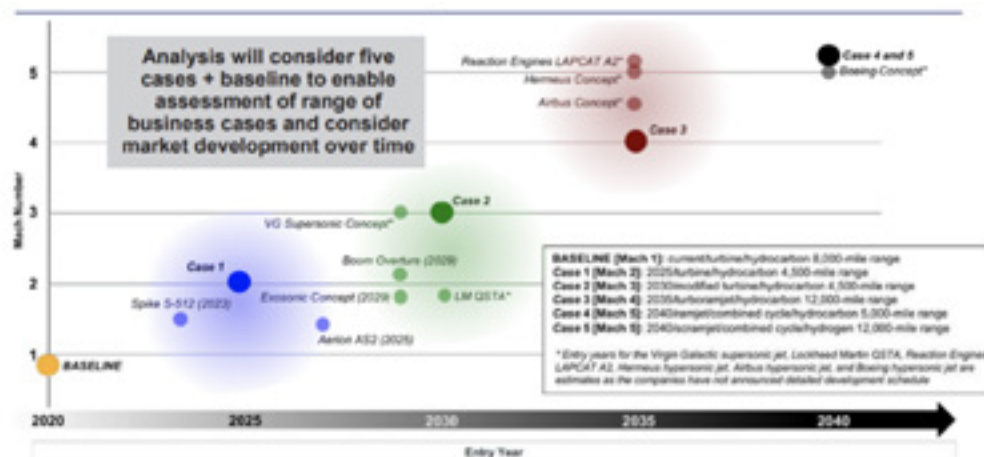 Analysis will consider five
cases + baseline to enable
assessment of range of
business cases and consider
market development over time
Mach Number
5
4
3
2
1
Reaction Engines LAPCAT A2*
Hermeus Concept*
Airbus Concept*
Case 3
Case 4 and 5
Boeing Concept*
VG Supersonic Concept*
Case 2
Boom Overture (2029)
Exosonic Concept (2029)
LM QSTA*
Case 1
Spike S-512 (2023)
Aerion AS2 (2025)
BASELINE
BASELINE [Mach 1]: current/turbine/hydrocarbon 8,000-mile range
Case 1 [Mach 2]: 2025/turbine/hydrocarbon 4,500-mile range
Case 2 [Mach 3]: 2030/modified turbine/hydrocarbon 4,500-mile range
Case 3 [Mach 4]: 2035/turboramjet/hydrocarbon 12,000-mile range
Case 4 [Mach 5]: 2040/ramjet/combined cycle/hydrocarbon 5,000-mile range
Case 5 [Mach 5]: 2040/scramjet/combined cycle/hydrogen 12,000-mile range
* Entry years for the Virgin Galactic supersonic jet, Lockheed Martin QSTA, Reaction Engines
LAPCAT A2, Hermeus hypersonic jet, Airbus hypersonic jet, and Boeing hypersonic jet are
estimates as the companies have not announced detailed development schedule
2020 2025 2030 2035 2040
Entry Year